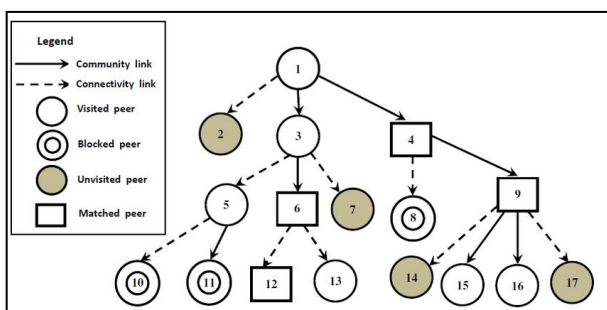 Legend
Community link
Connectivity link
Visited peer
Blocked peer
Unvisited peer
Matched peer
1
2
3
4
5
6
7
8
9
10
11
12
13
14
15
16
17